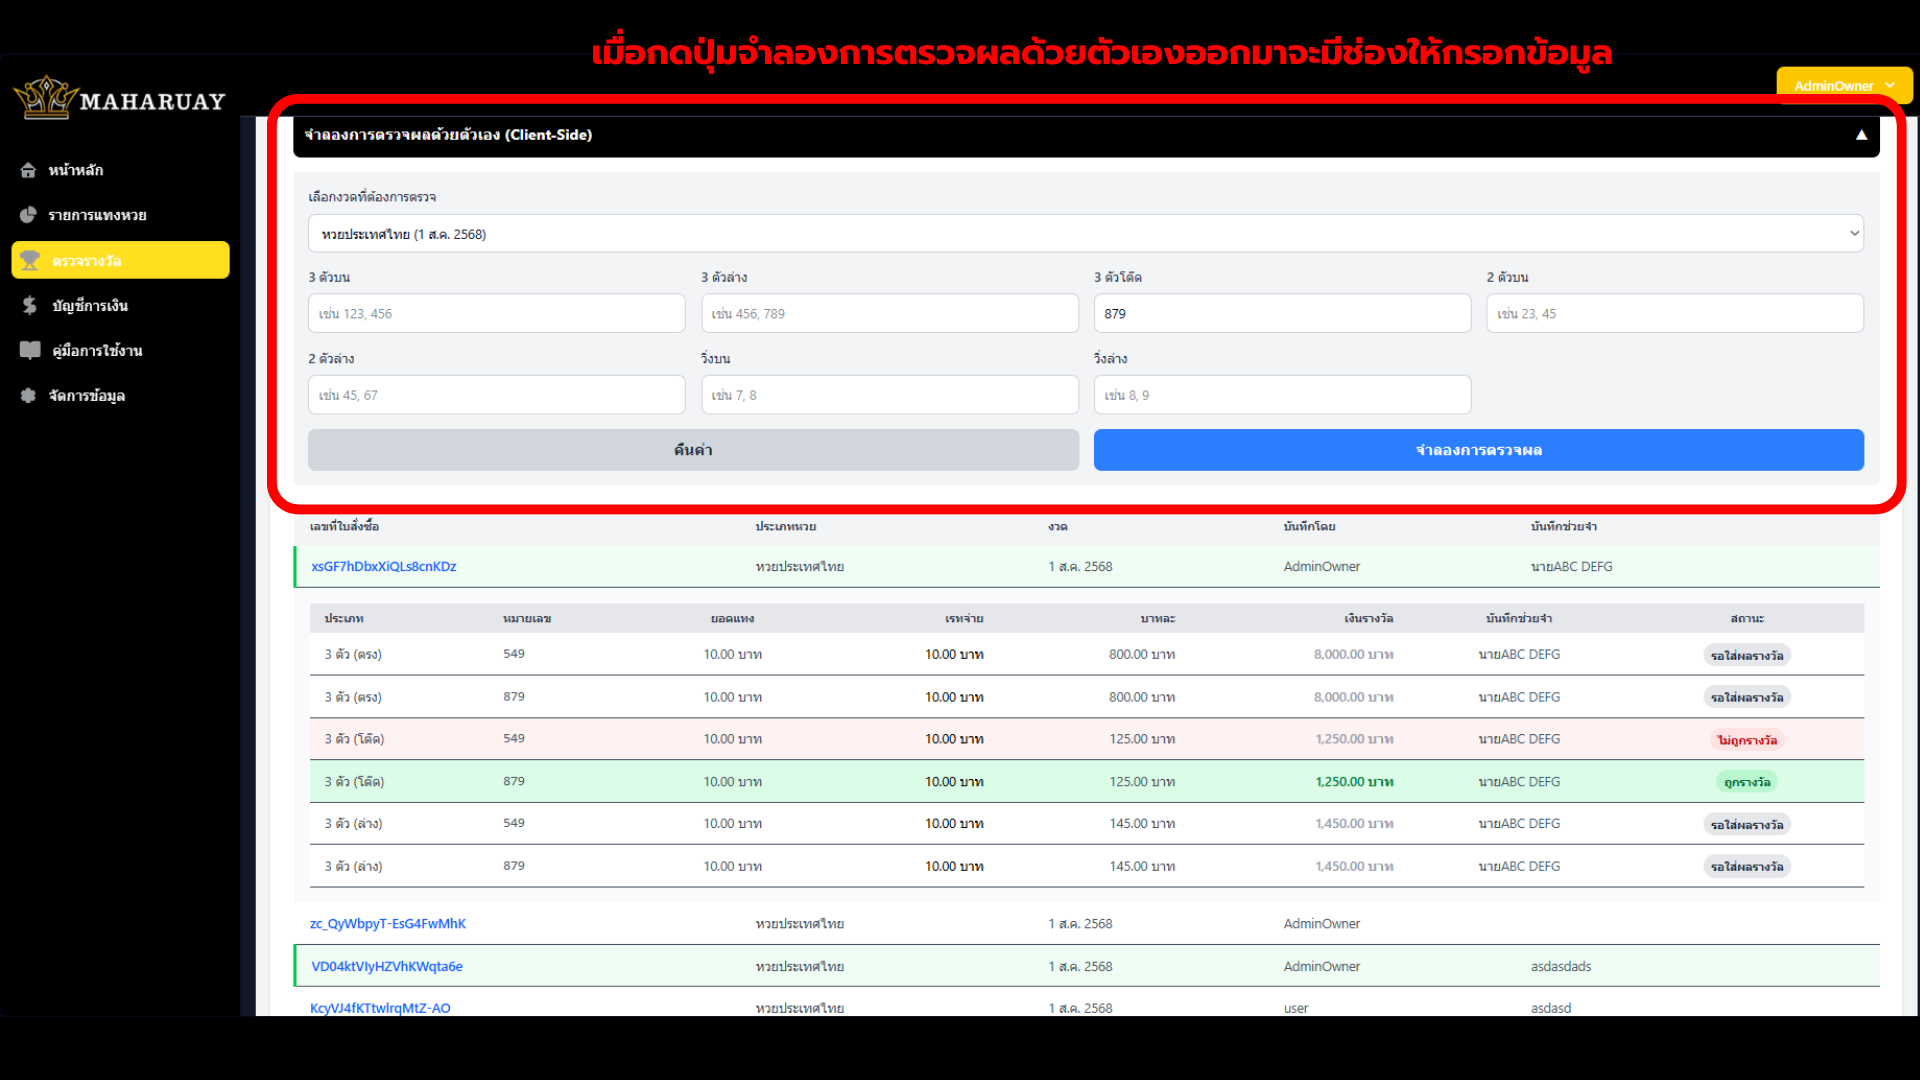 เมื่อกดปุ่มจำลองการตรวจผลด้วยตัวเองออกมาจะมีช่องให้กรอกข้อมูล
AdminOwner
MAHARUAY
หน้าหลัก
รายการแทงหวย
ตรวจรางวัล
บัญชีการเงิน
คู่มือการใช้งาน
จัดการข้อมูล
จำลองการตรวจผลด้วยตัวเอง (Client-Side) ▲
เลือกงวดที่ต้องการตรวจ
หวยประเทศไทย (1 ส.ค. 2568)
3 ตัวบน 3 ตัวล่าง 3 ตัวโต๊ด 2 ตัวบน
เช่น 123, 456 เช่น 456, 789 879 เช่น 23, 45
2 ตัวล่าง วิ่งบน วิ่งล่าง
เช่น 45, 67 เช่น 7, 8 เช่น 8, 9
คืนค่า จำลองการตรวจผล
เลขที่ใบสั่งซื้อ ประเภทหวย งวด บันทึกโดย บันทึกช่วยจำ
xsGF7hDbxXiQLs8cnKDz หวยประเทศไทย 1 ส.ค. 2568 AdminOwner นายABC DEFG
ประเภท หมายเลข ยอดแทง เรทจ่าย บาทละ เงินรางวัล บันทึกช่วยจำ สถานะ
3 ตัว (ตรง) 549 10.00 บาท 10.00 บาท 800.00 บาท 8,000.00 บาท นายABC DEFG รอใส่ผลรางวัล
3 ตัว (ตรง) 879 10.00 บาท 10.00 บาท 800.00 บาท 8,000.00 บาท นายABC DEFG รอใส่ผลรางวัล
3 ตัว (โต๊ด) 549 10.00 บาท 10.00 บาท 125.00 บาท 1,250.00 บาท นายABC DEFG ไม่ถูกรางวัล
3 ตัว (โต๊ด) 879 10.00 บาท 10.00 บาท 125.00 บาท 1,250.00 บาท นายABC DEFG ถูกรางวัล
3 ตัว (ล่าง) 549 10.00 บาท 10.00 บาท 145.00 บาท 1,450.00 บาท นายABC DEFG รอใส่ผลรางวัล
3 ตัว (ล่าง) 879 10.00 บาท 10.00 บาท 145.00 บาท 1,450.00 บาท นายABC DEFG รอใส่ผลรางวัล
zc_QyWbpyT-EsG4FwMhK หวยประเทศไทย 1 ส.ค. 2568 AdminOwner
VD04ktVIyHZVhKWqta6e หวยประเทศไทย 1 ส.ค. 2568 AdminOwner asdasdads
KcyVJ4fKTtwlrqMtZ-AO หวยประเทศไทย 1 ส.ค. 2568 user asdasd